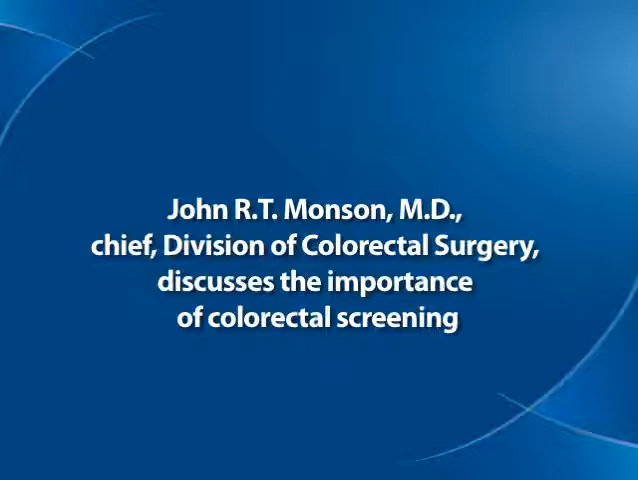 John R.T. Monson, M.D.,
chief, Division of Colorectal Surgery,
discusses the importance
of colorectal screening